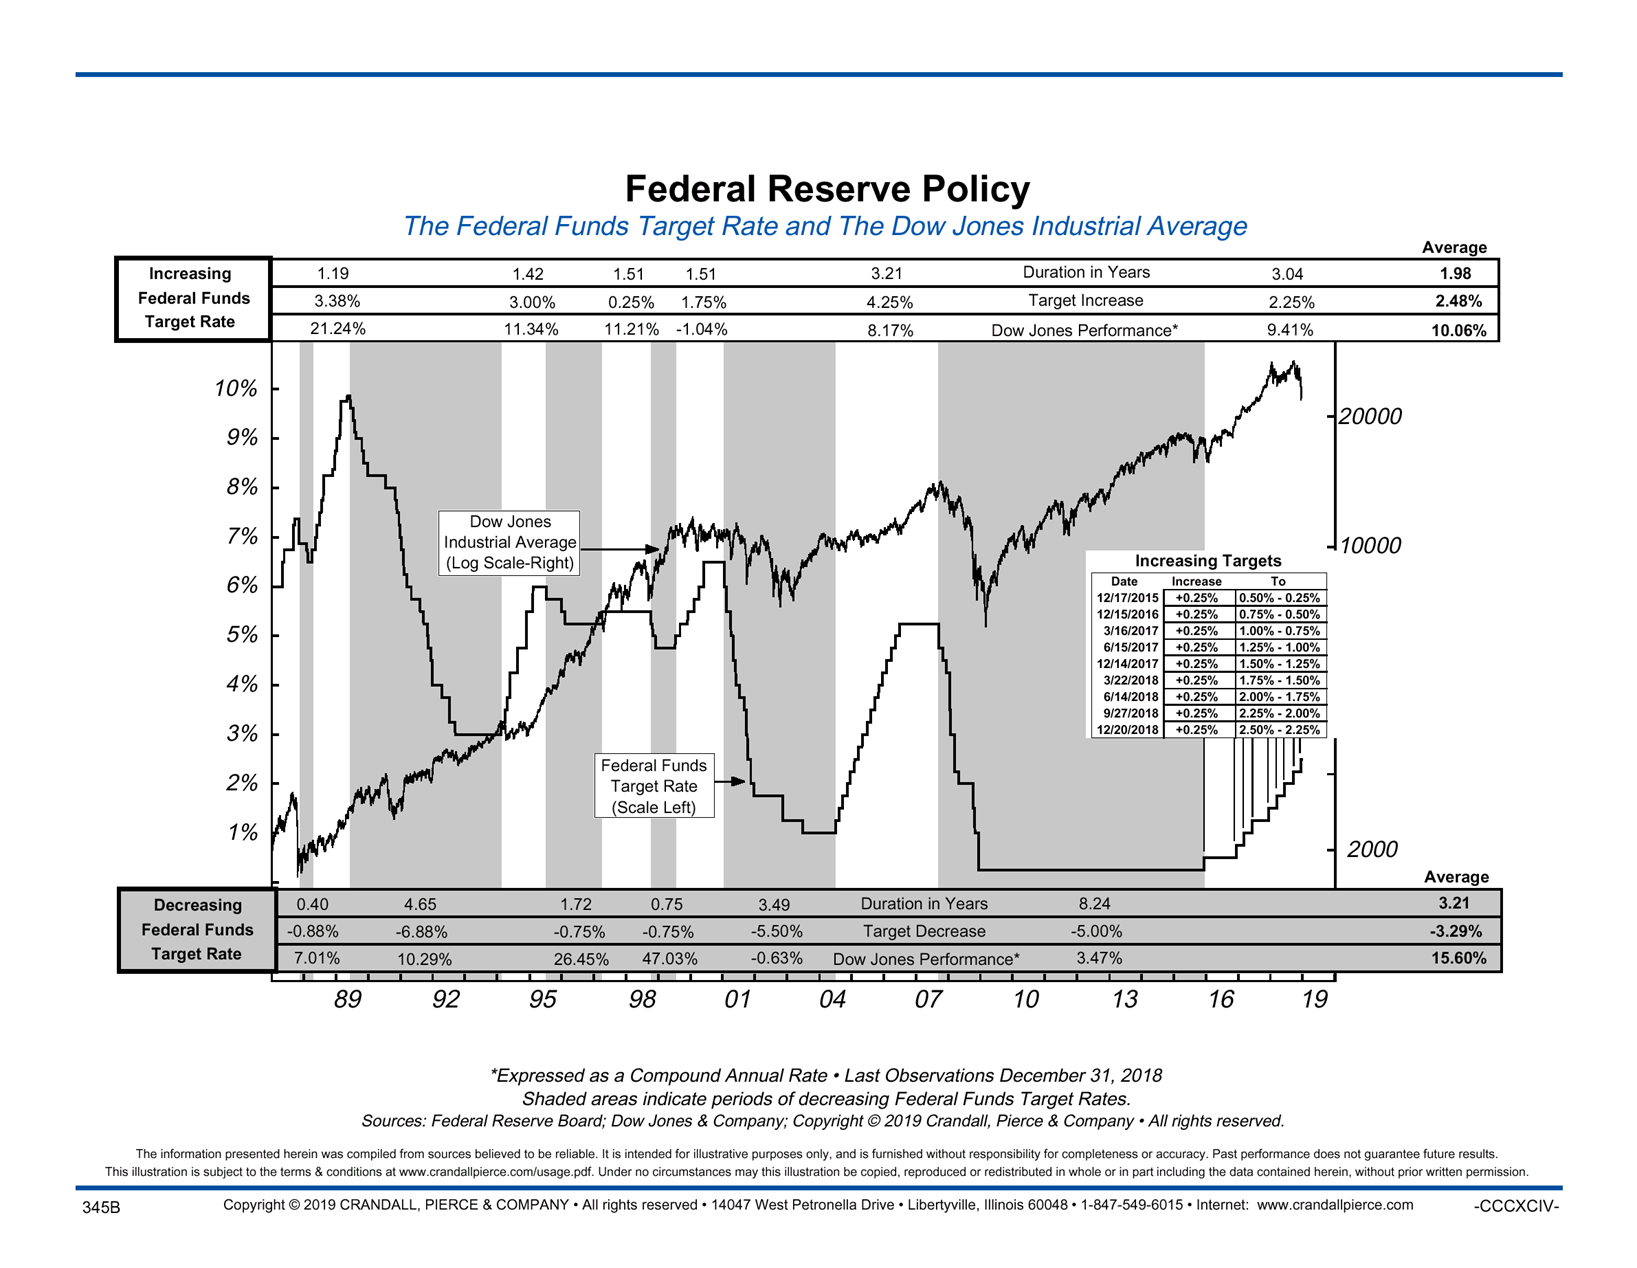 Federal Reserve Policy
The Federal Funds Target Rate and The Dow Jones Industrial Average
Average
Increasing 1.19 1.42 1.51 1.51 3.21 Duration in Years 3.04 1.98
Federal Funds 3.38% 3.00% 0.25% 1.75% 4.25% Target Increase 2.25% 2.48%
Target Rate 21.24% 11.34% 11.21% -1.04% 8.17% Dow Jones Performance* 9.41% 10.06%
10%
20000
9%
8%
Dow Jones
Industrial Average
(Log Scale-Right)
7%
10000
6%
5%
4%
3%
2%
1%
Increasing Targets
Date Increase To
12/17/2015 +0.25% 0.50% - 0.25%
12/15/2016 +0.25% 0.75% - 0.50%
3/16/2017 +0.25% 1.00% - 0.75%
6/15/2017 +0.25% 1.25% - 1.00%
12/14/2017 +0.25% 1.50% - 1.25%
3/22/2018 +0.25% 1.75% - 1.50%
6/14/2018 +0.25% 2.00% - 1.75%
9/27/2018 +0.25% 2.25% - 2.00%
12/20/2018 +0.25% 2.50% - 2.25%
Federal Funds
Target Rate
(Scale Left)
2000
Average
Decreasing 0.40 4.65 1.72 0.75 3.49 Duration in Years 8.24 3.21
Federal Funds -0.88% -6.88% -0.75% -0.75% -5.50% Target Decrease -5.00% -3.29%
Target Rate 7.01% 10.29% 26.45% 47.03% -0.63% Dow Jones Performance* 3.47% 15.60%
89 92 95 98 01 04 07 10 13 16 19
*Expressed as a Compound Annual Rate • Last Observations December 31, 2018
Shaded areas indicate periods of decreasing Federal Funds Target Rates.
Sources: Federal Reserve Board; Dow Jones & Company; Copyright © 2019 Crandall, Pierce & Company • All rights reserved.
The information presented herein was compiled from sources believed to be reliable. It is intended for illustrative purposes only, and is furnished without responsibility for completeness or accuracy. Past performance does not guarantee future results.
This illustration is subject to the terms & conditions at www.crandallpierce.com/usage.pdf. Under no circumstances may this illustration be copied, reproduced or redistributed in whole or in part including the data contained herein, without prior written permission.
345B Copyright © 2019 CRANDALL, PIERCE & COMPANY • All rights reserved • 14047 West Petronella Drive • Libertyville, Illinois 60048 • 1-847-549-6015 • Internet: www.crandallpierce.com -CCCXCIV-